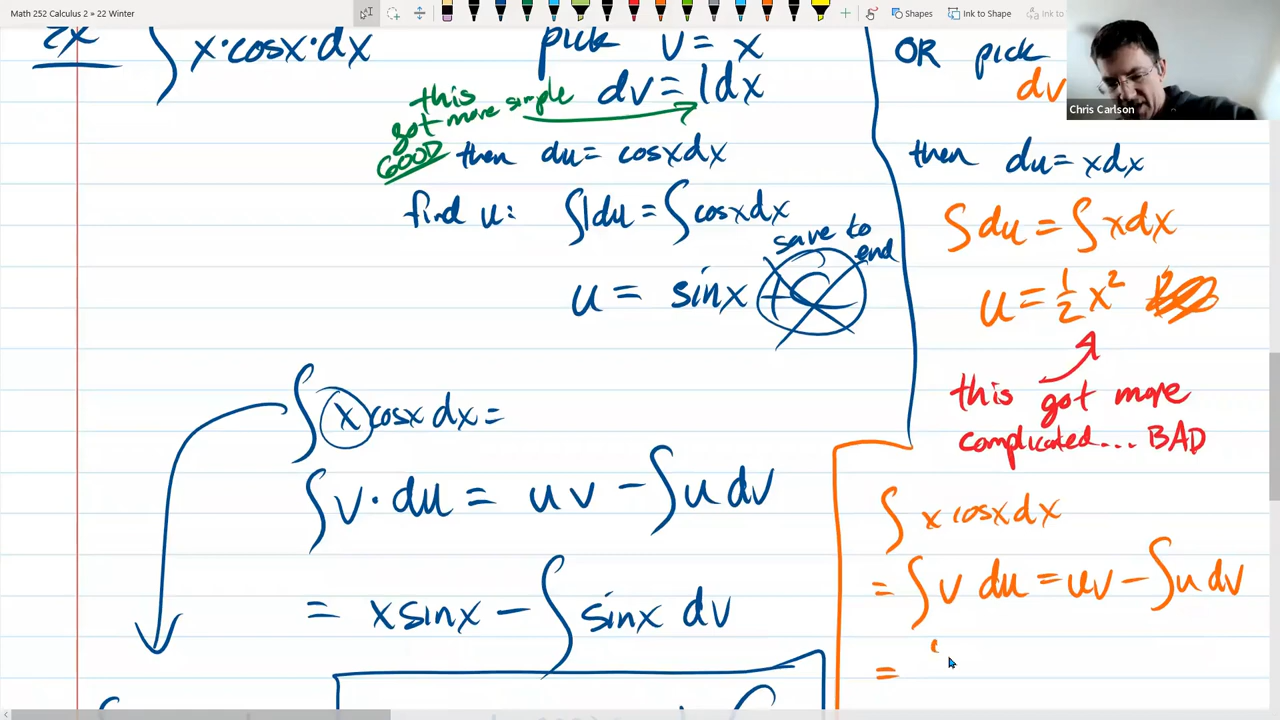 Math 252 Calculus 2 » 22 Winter
Shapes
Ink to Shape
Ink to
Chris Carlson
∫ x·cosx·dx
pick v = x
dv = 1dx
this got more simple
GOOD
then du = cosxdx
find u: ∫1du = ∫cosxdx
u = sinx + C
save to end
∫ x cosx dx =
∫ v·du = uv − ∫u dv
= xsinx − ∫ sinx dv
OR pick
dv
then du = xdx
∫ du = ∫ xdx
u = 1/2 x²
this got more
complicated... BAD
∫ x cosx dx
= ∫ v du = uv − ∫ u dv
=